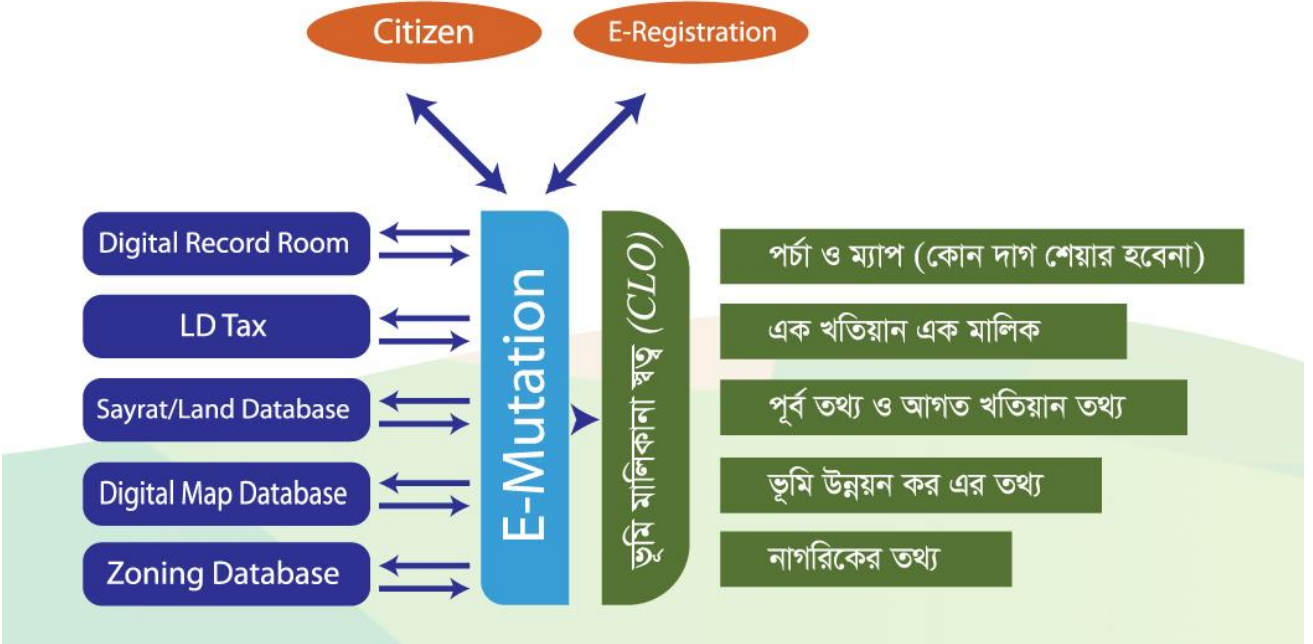 Citizen
E-Registration
Digital Record Room
LD Tax
Sayrat/Land Database
Digital Map Database
Zoning Database
E-Mutation
ভূমি মালিকানা স্বত্ব (CLO)
পর্চা ও ম্যাপ (কোন দাগ শেয়ার হবেনা)
এক খতিয়ান এক মালিক
পূর্ব তথ্য ও আগত খতিয়ান তথ্য
ভূমি উন্নয়ন কর এর তথ্য
নাগরিকের তথ্য